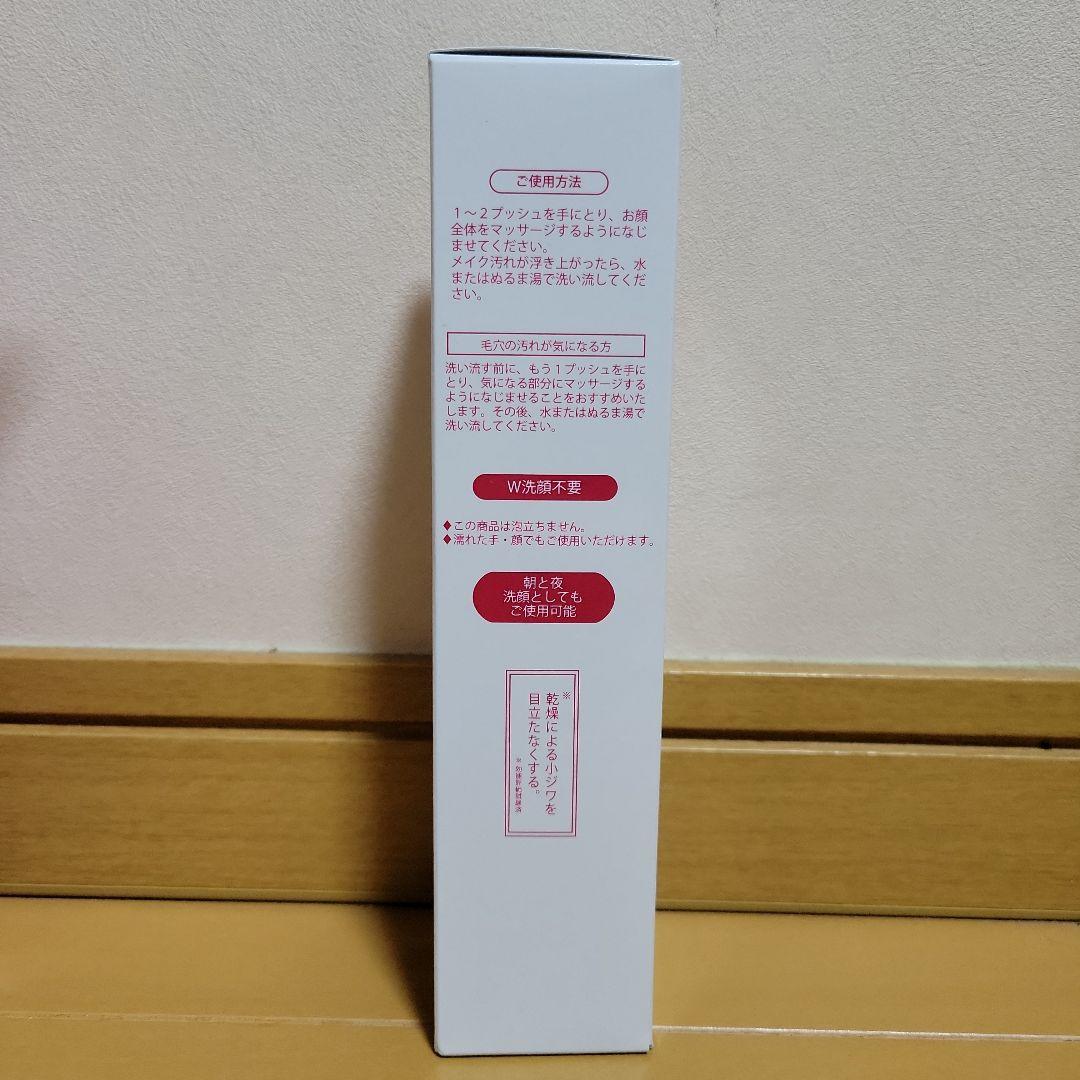 ご使用方法
１～２プッシュを手にとり、お顔
全体をマッサージするようになじ
ませてください。
メイク汚れが浮き上がったら、水
またはぬるま湯で洗い流してくだ
さい。
毛穴の汚れが気になる方
洗い流す前に、もう１プッシュを手に
とり、気になる部分にマッサージする
ようになじませることをおすすめいた
します。その後、水またはぬるま湯で
洗い流してください。
W洗顔不要
♦この商品は泡立ちません。
♦濡れた手・顔でもご使用いただけます。
朝と夜
洗顔としても
ご使用可能
※
乾燥による小ジワを
目立たなくする。
※効能評価試験済